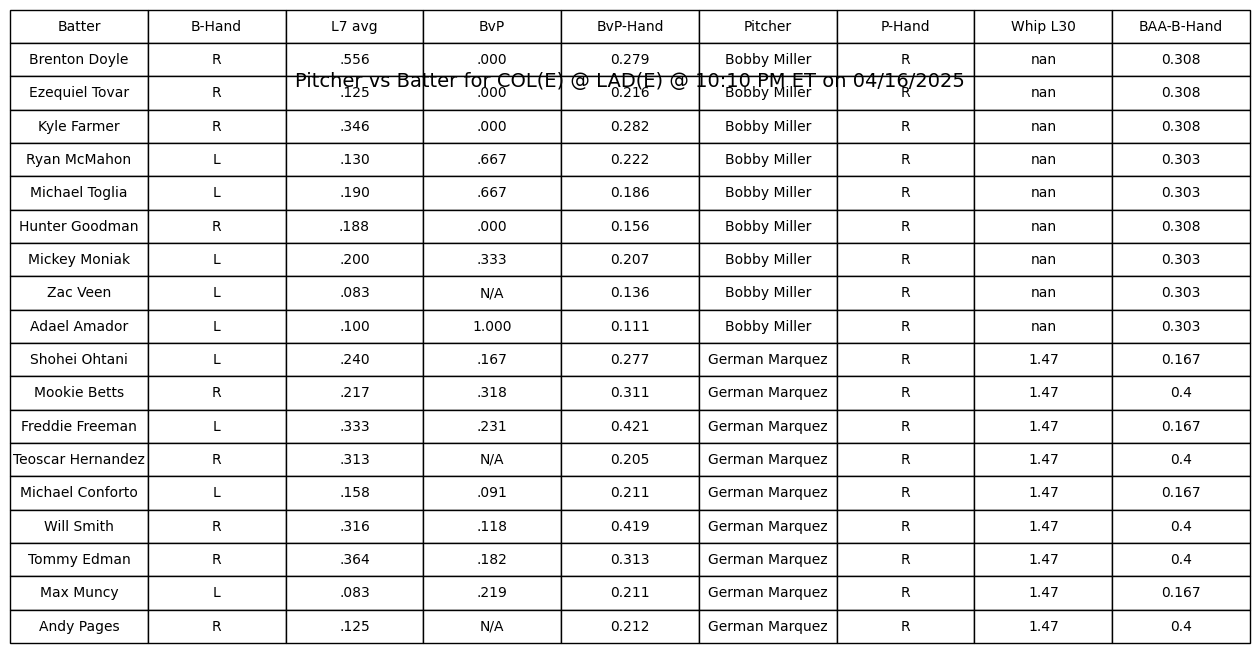 Batter B-Hand L7 avg BvP BvP-Hand Pitcher P-Hand Whip L30 BAA-B-Hand
Brenton Doyle R .556 .000 0.279 Bobby Miller R nan 0.308
Pitcher vs Batter for COL(E) @ LAD(E) @ 10:10 PM ET on 04/16/2025
Ezequiel Tovar R .125 .000 0.216 Bobby Miller R nan 0.308
Kyle Farmer R .346 .000 0.282 Bobby Miller R nan 0.308
Ryan McMahon L .130 .667 0.222 Bobby Miller R nan 0.303
Michael Toglia L .190 .667 0.186 Bobby Miller R nan 0.303
Hunter Goodman R .188 .000 0.156 Bobby Miller R nan 0.308
Mickey Moniak L .200 .333 0.207 Bobby Miller R nan 0.303
Zac Veen L .083 N/A 0.136 Bobby Miller R nan 0.303
Adael Amador L .100 1.000 0.111 Bobby Miller R nan 0.303
Shohei Ohtani L .240 .167 0.277 German Marquez R 1.47 0.167
Mookie Betts R .217 .318 0.311 German Marquez R 1.47 0.4
Freddie Freeman L .333 .231 0.421 German Marquez R 1.47 0.167
Teoscar Hernandez R .313 N/A 0.205 German Marquez R 1.47 0.4
Michael Conforto L .158 .091 0.211 German Marquez R 1.47 0.167
Will Smith R .316 .118 0.419 German Marquez R 1.47 0.4
Tommy Edman R .364 .182 0.313 German Marquez R 1.47 0.4
Max Muncy L .083 .219 0.211 German Marquez R 1.47 0.167
Andy Pages R .125 N/A 0.212 German Marquez R 1.47 0.4